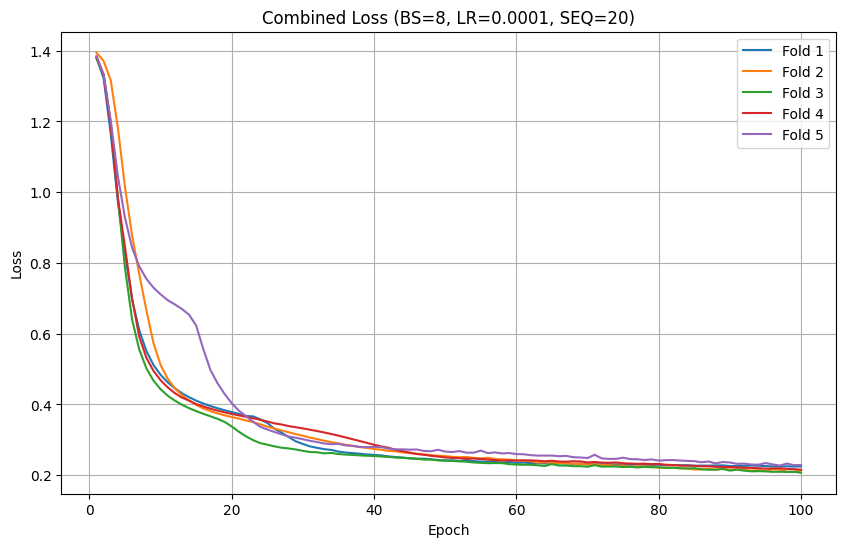 Combined Loss (BS=8, LR=0.0001, SEQ=20)
Loss
1.4
1.2
1.0
0.8
0.6
0.4
0.2
Fold 1
Fold 2
Fold 3
Fold 4
Fold 5
0 20 40 60 80 100
Epoch